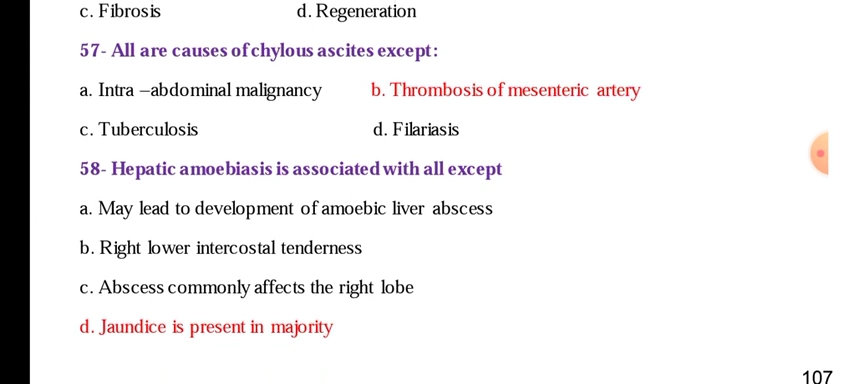 c. Fibrosis d. Regeneration
57- All are causes of chylous ascites except:
a. Intra –abdominal malignancy b. Thrombosis of mesenteric artery
c. Tuberculosis d. Filariasis
58- Hepatic amoebiasis is associated with all except
a. May lead to development of amoebic liver abscess
b. Right lower intercostal tenderness
c. Abscess commonly affects the right lobe
d. Jaundice is present in majority
107